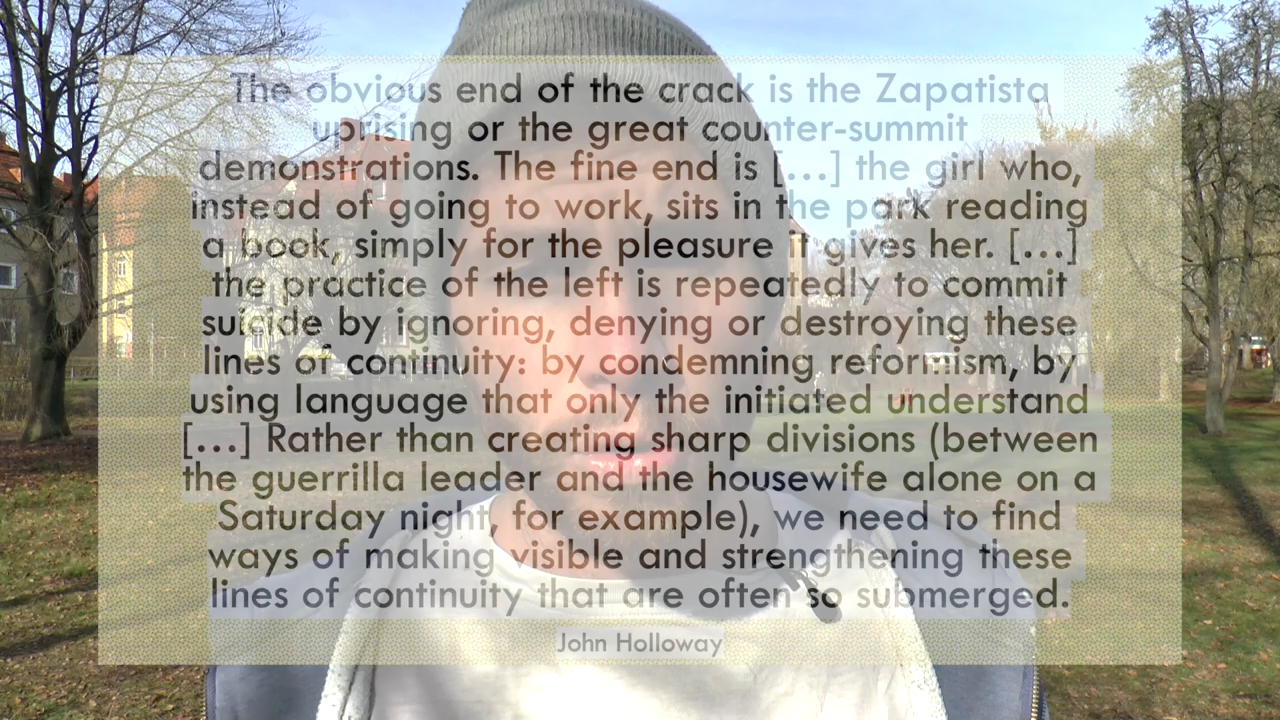 The obvious end of the crack is the Zapatista
uprising or the great counter-summit
demonstrations. The fine end is […] the girl who,
instead of going to work, sits in the park reading
a book, simply for the pleasure it gives her. […]
the practice of the left is repeatedly to commit
suicide by ignoring, denying or destroying these
lines of continuity: by condemning reformism, by
using language that only the initiated understand
[…] Rather than creating sharp divisions (between
the guerrilla leader and the housewife alone on a
Saturday night, for example), we need to find
ways of making visible and strengthening these
lines of continuity that are often so submerged.
John Holloway